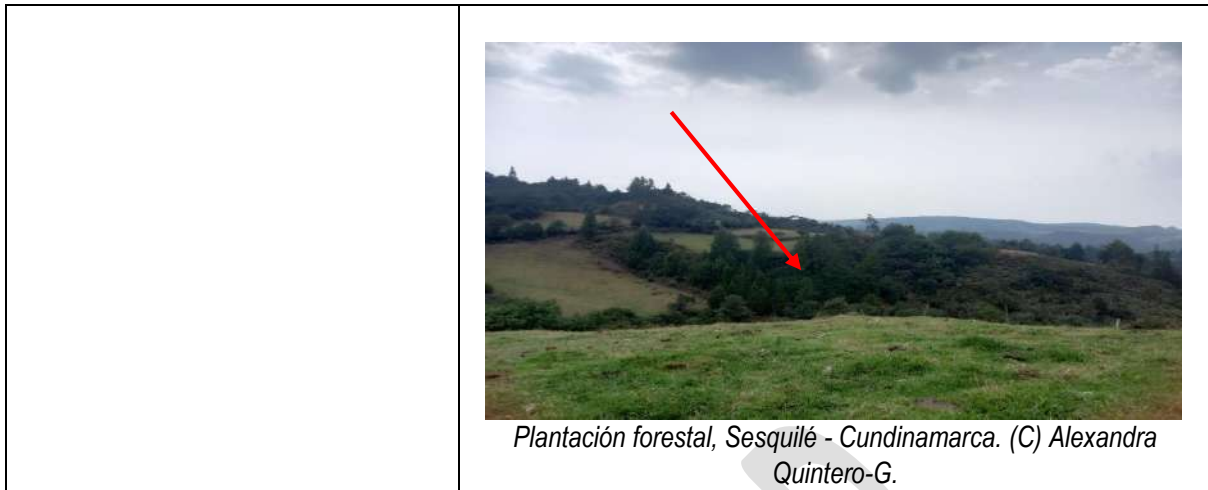 Plantación forestal, Sesquilé - Cundinamarca. (C) Alexandra
Quintero-G.